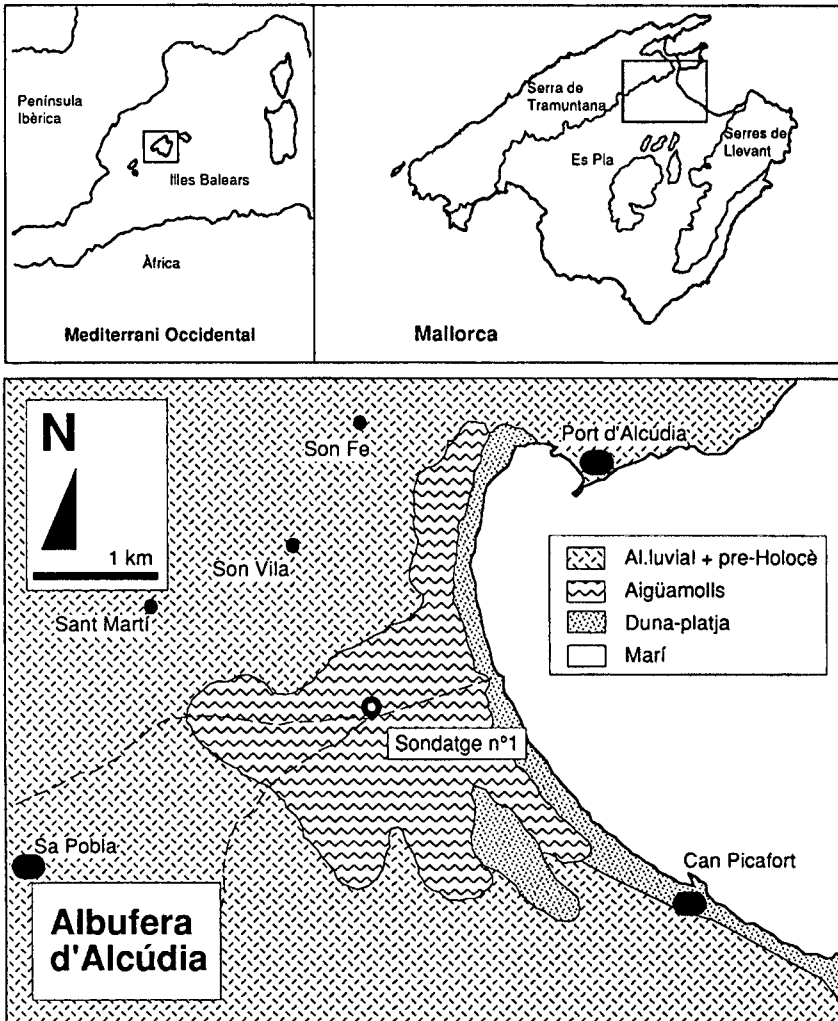 Península
Ibèrica
Illes Balears
Àfrica
Mediterrani Occidental
Serra de
Tramuntana
Serres de
Llevant
Es Pla
Mallorca
N
1 km
Son Fe
Port d'Alcúdia
Son Vila
Sant Martí
Al.luvial + pre-Holocè
Aigüamolls
Duna-platja
Marí
Sondatge nº1
Sa Pobla
Can Picafort
Albufera
d'Alcúdia